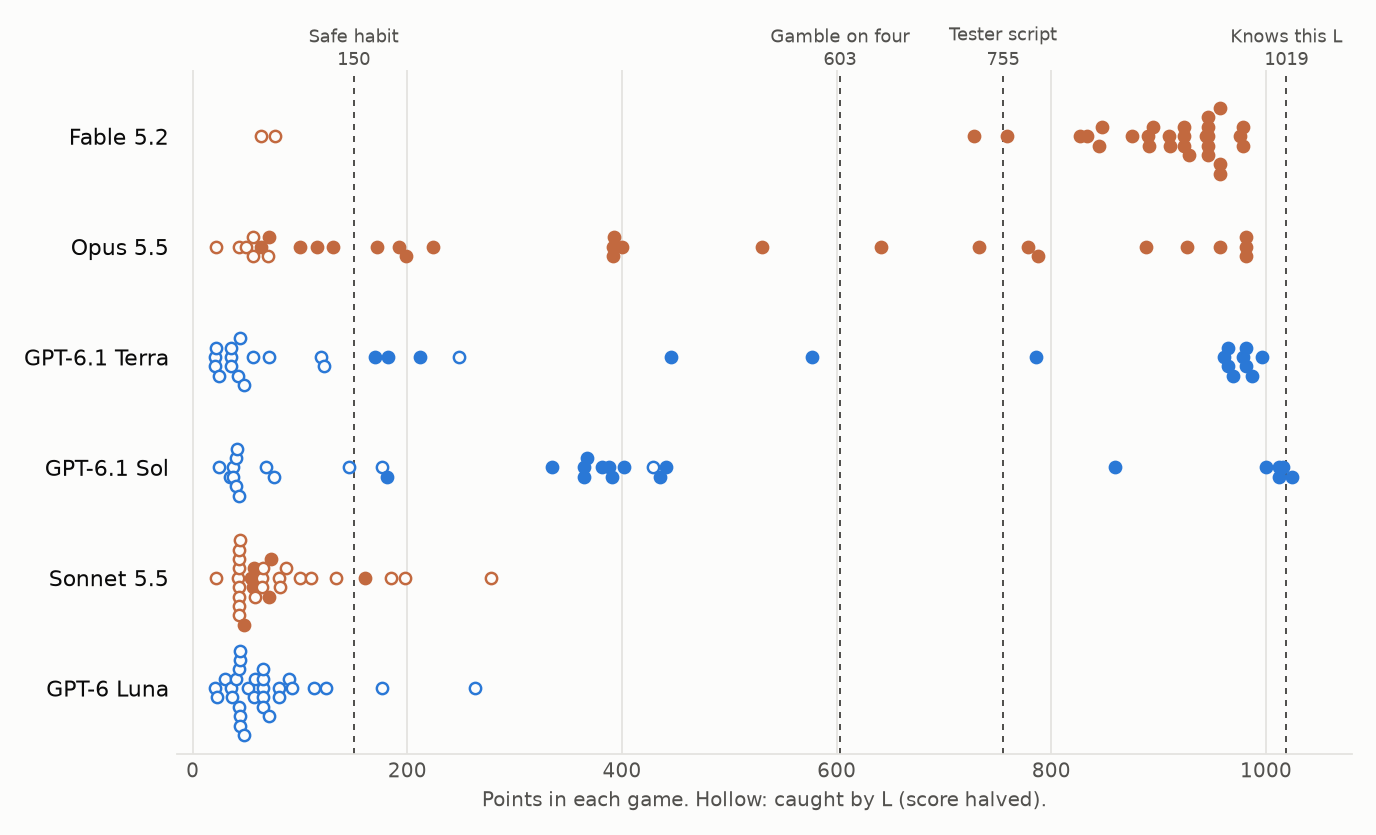 Safe habit
150
Gamble on four
603
Tester script
755
Knows this L
1019
Fable 5.2
Opus 5.5
GPT-6.1 Terra
GPT-6.1 Sol
Sonnet 5.5
GPT-6 Luna
0 200 400 600 800 1000
Points in each game. Hollow: caught by L (score halved).